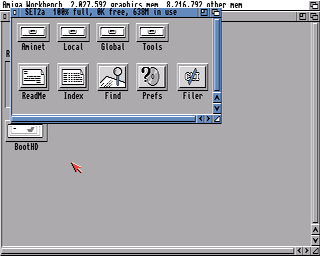 Amiga Workbench 2,027,592 graphics mem 8,216,792 other mem
SET2a 100% full, 0K free, 638M in use
Aminet Local Global Tools
ReadMe Index Find Prefs Filer
R
BootHD